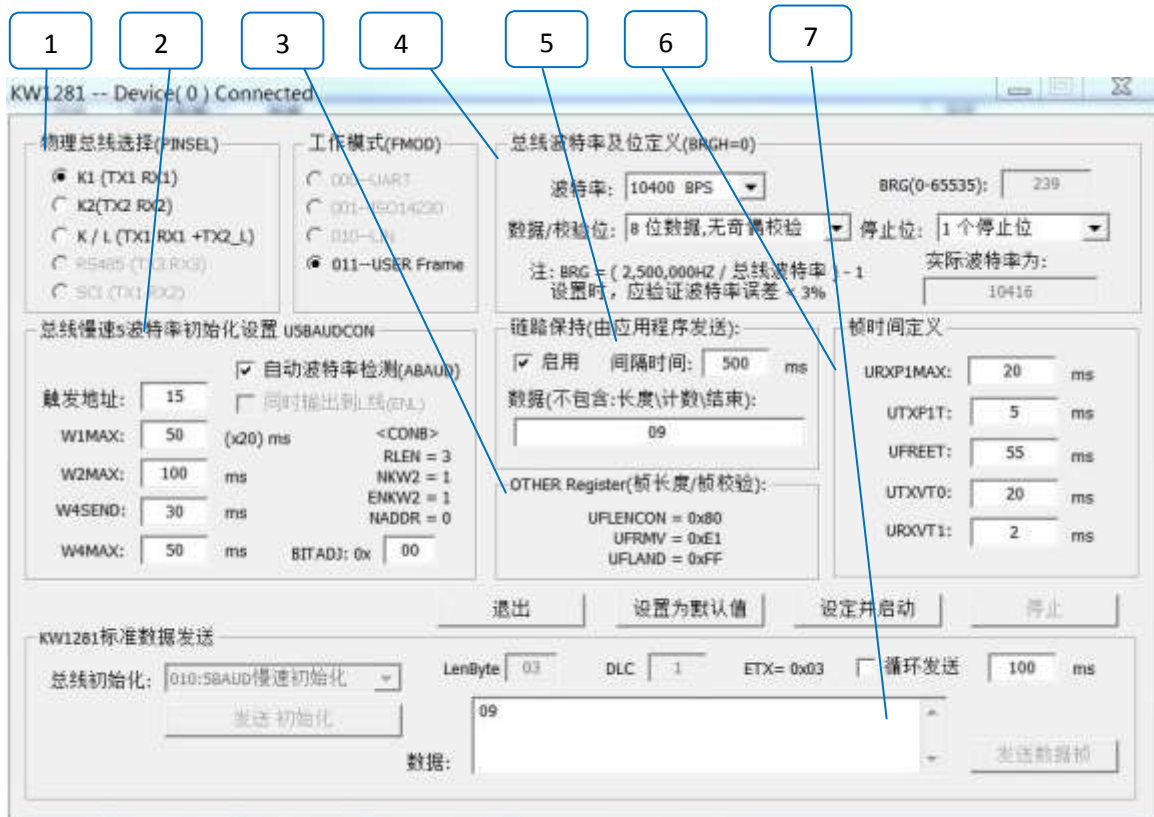 1 2 3 4 5 6 7
KW1281 -- Device( 0 ) Connected
物理总线选择(PINSEL)
K1 (TX1 RX1)
K2(TX2 RX2)
K / L (TX1 RX1 +TX2_L)
RS485 (TX3 RX3)
SCI (TX1 RX2)
工作模式(FMOD)
000--UART
001--ISO14230
010--LIN
011--USER Frame
总线波特率及位定义(BRGH=0)
波特率: 10400 BPS BRG(0-65535): 239
数据/校验位: 8 位数据,无奇偶校验 停止位: 1 个停止位
注: BRG = ( 2,500,000HZ / 总线波特率 ) - 1
设置时，应验证波特率误差 < 3%
实际波特率为:
10416
总线慢速5波特率初始化设置 USBAUDCON
自动波特率检测(ABAUD)
触发地址: 15 同时输出到L线(ENL)
W1MAX: 50 (x20) ms
W2MAX: 100 ms
W4SEND: 30 ms
W4MAX: 50 ms
<CONB>
RLEN = 3
NKW2 = 1
ENKW2 = 1
NADDR = 0
BITADJ: 0x 00
链路保持(由应用程序发送):
启用 间隔时间: 500 ms
数据(不包含:长度\计数\结束):
09
OTHER Register(帧长度/帧校验):
UFLENCON = 0x80
UFRMV = 0xE1
UFLAND = 0xFF
帧时间定义
URXP1MAX: 20 ms
UTXP1T: 5 ms
UFREET: 55 ms
UTXVT0: 20 ms
URXVT1: 2 ms
退出 设置为默认值 设定并启动 停止
KW1281标准数据发送
总线初始化: 010:5BAUD慢速初始化 LenByte 03 DLC 1 ETX= 0x03 循环发送 100 ms
发送 初始化
数据: 09
发送数据帧